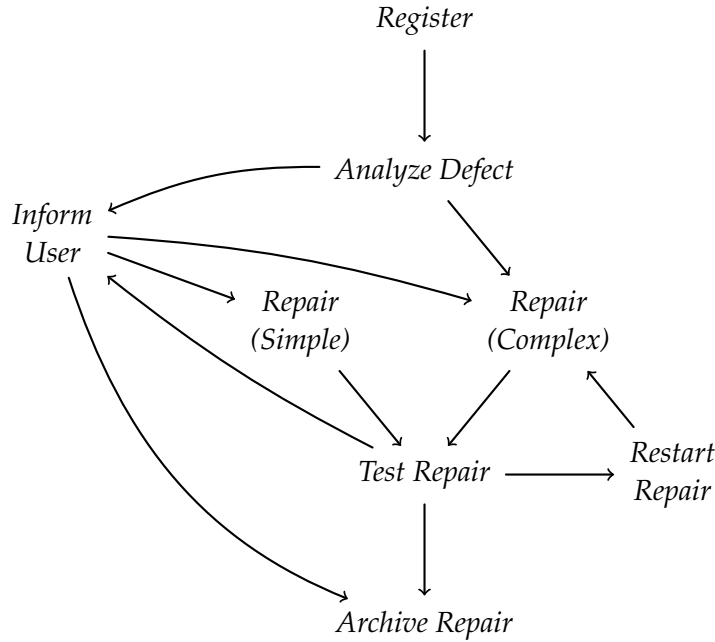 Register
Analyze Defect
Inform
User
Repair
(Simple)
Repair
(Complex)
Test Repair
Restart
Repair
Archive Repair